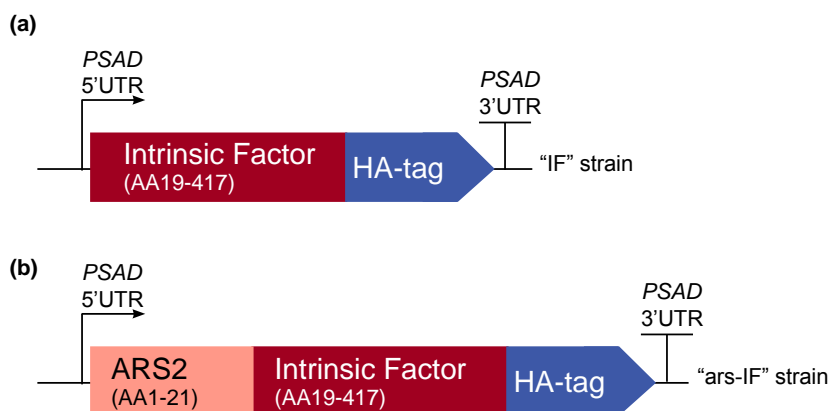 (a)
PSAD
5’UTR
PSAD
3’UTR
Intrinsic Factor
(AA19-417)
HA-tag
“IF” strain
(b)
PSAD
5’UTR
PSAD
3’UTR
ARS2
(AA1-21)
Intrinsic Factor
(AA19-417)
HA-tag
“ars-IF” strain